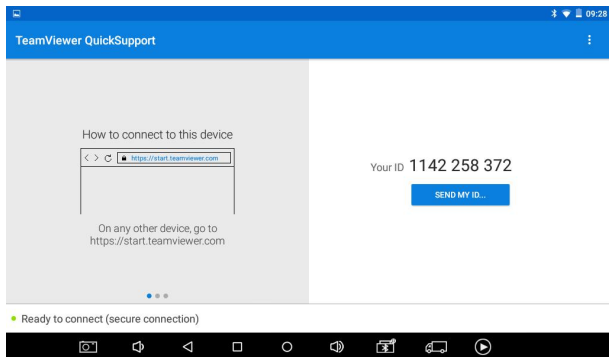 09:28
TeamViewer QuickSupport
How to connect to this device
https://start.teamviewer.com
On any other device, go to
https://start.teamviewer.com
Your ID 1142 258 372
SEND MY ID...
Ready to connect (secure connection)